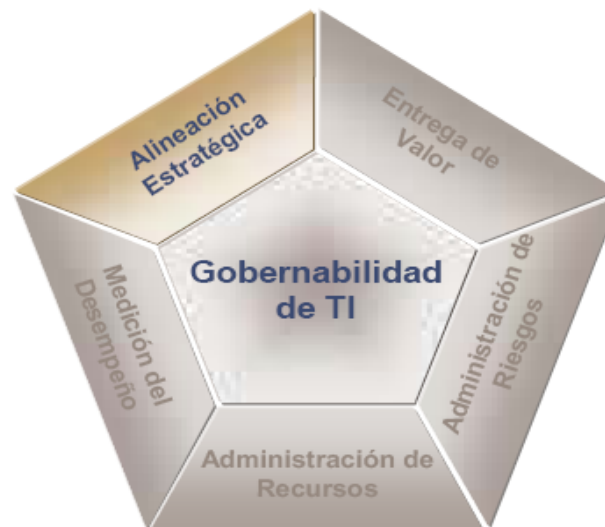 Alineación
Estratégica
Entrega de
Valor
Gobernabilidad
de TI
Medición del
Desempeño
Administración de
Riesgos
Administración de
Recursos